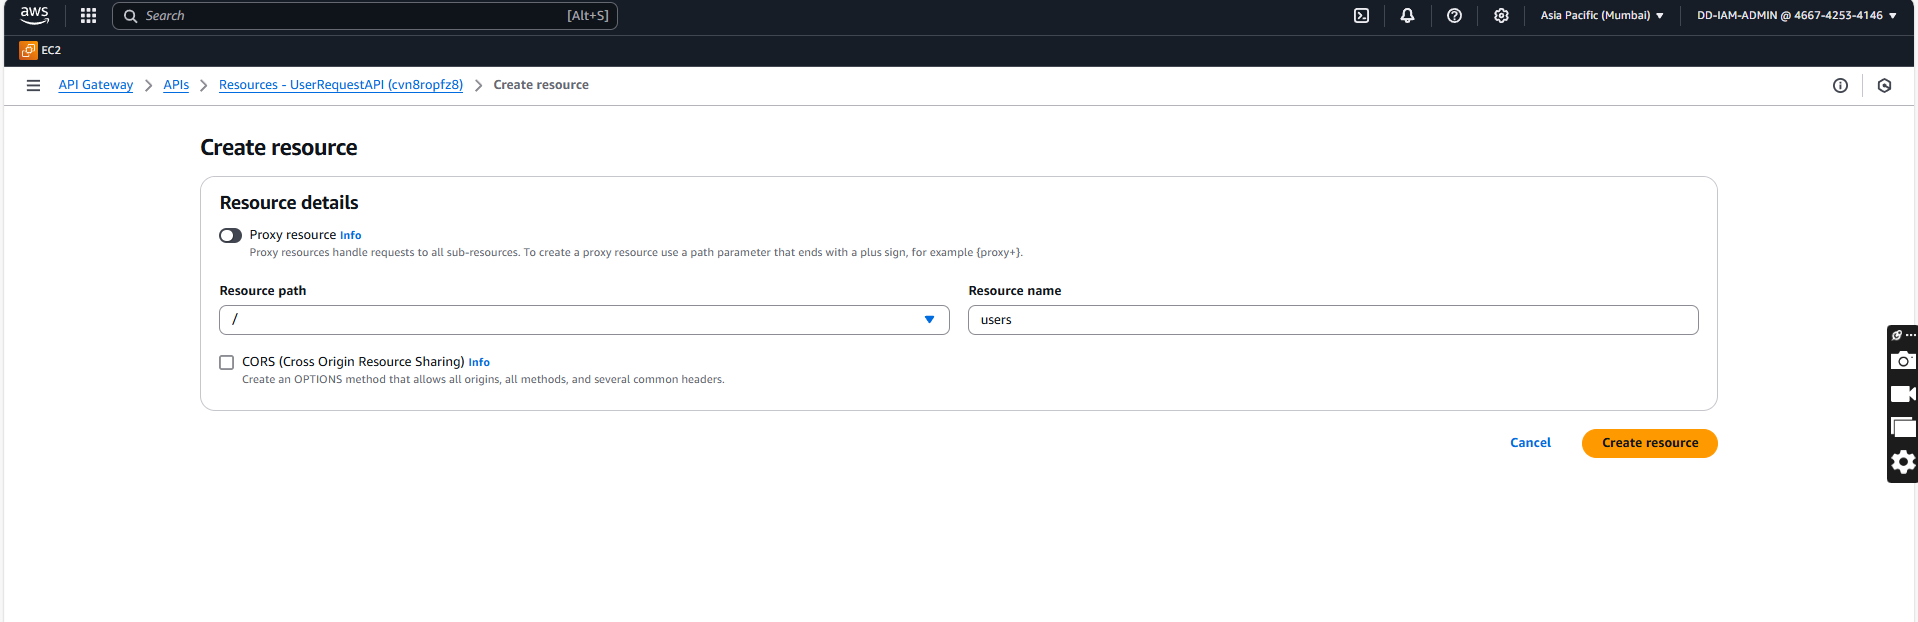 aws
Search [Alt+S]
Asia Pacific (Mumbai) ▼
DD-IAM-ADMIN @ 4667-4253-4146 ▼
EC2
API Gateway > APIs > Resources - UserRequestAPI (cvn8ropfz8) > Create resource
Create resource
Resource details
Proxy resource Info
Proxy resources handle requests to all sub-resources. To create a proxy resource use a path parameter that ends with a plus sign, for example {proxy+}.
Resource path
/
Resource name
users
CORS (Cross Origin Resource Sharing) Info
Create an OPTIONS method that allows all origins, all methods, and several common headers.
Cancel
Create resource